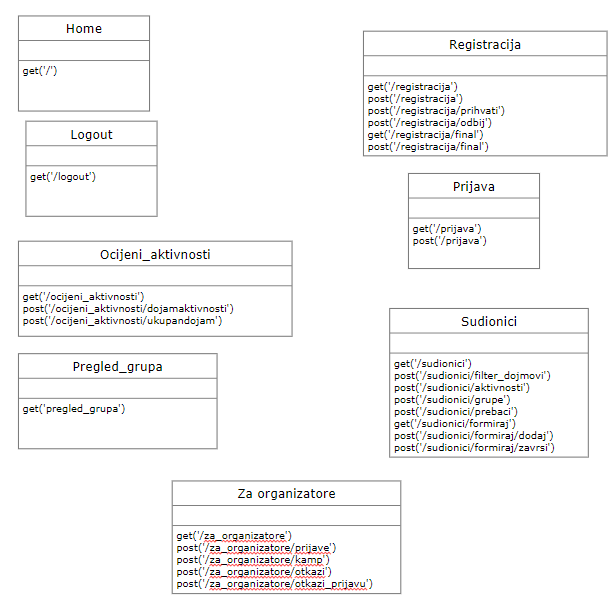 Home
get('/')
Logout
get('/logout')
Ocijeni_aktivnosti
get('/ocijeni_aktivnosti')
post('/ocijeni_aktivnosti/dojamaktivnosti')
post('/ocijeni_aktivnosti/ukupandojam')
Pregled_grupa
get('pregled_grupa')
Registracija
get('/registracija')
post('/registracija')
post('/registracija/prihvati')
post('/registracija/odbij')
get('/registracija/final')
post('/registracija/final')
Prijava
get('/prijava')
post('/prijava')
Sudionici
get('/sudionici')
post('/sudionici/filter_dojmovi')
post('/sudionici/aktivnosti')
post('/sudionici/grupe')
post('/sudionici/prebaci')
get('/sudionici/formiraj')
post('/sudionici/formiraj/dodaj')
post('/sudionici/formiraj/zavrsi')
Za organizatore
get('/za_organizatore')
post('/za_organizatore/prijave')
post('/za_organizatore/kamp')
post('/za_organizatore/otkazi')
post('/za_organizatore/otkazi_prijavu')